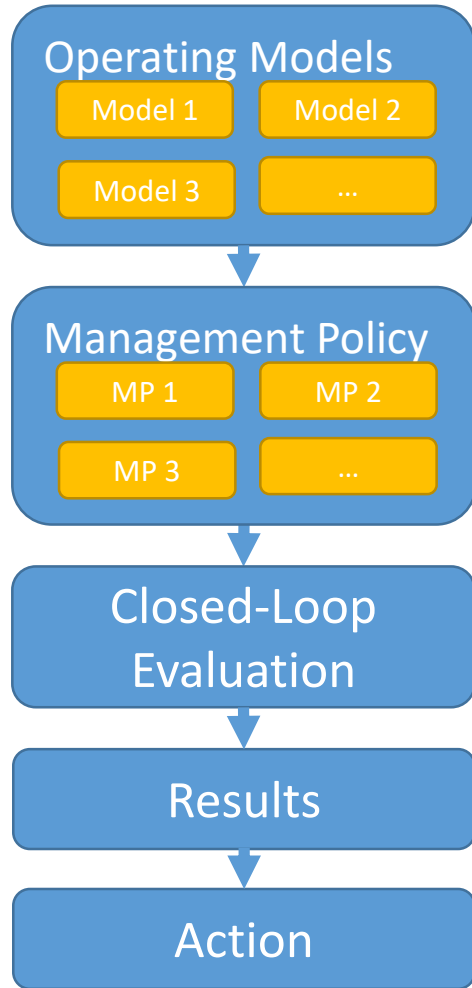 Operating Models
Model 1
Model 2
Model 3
...
Management Policy
MP 1
MP 2
MP 3
...
Closed-Loop
Evaluation
Results
Action